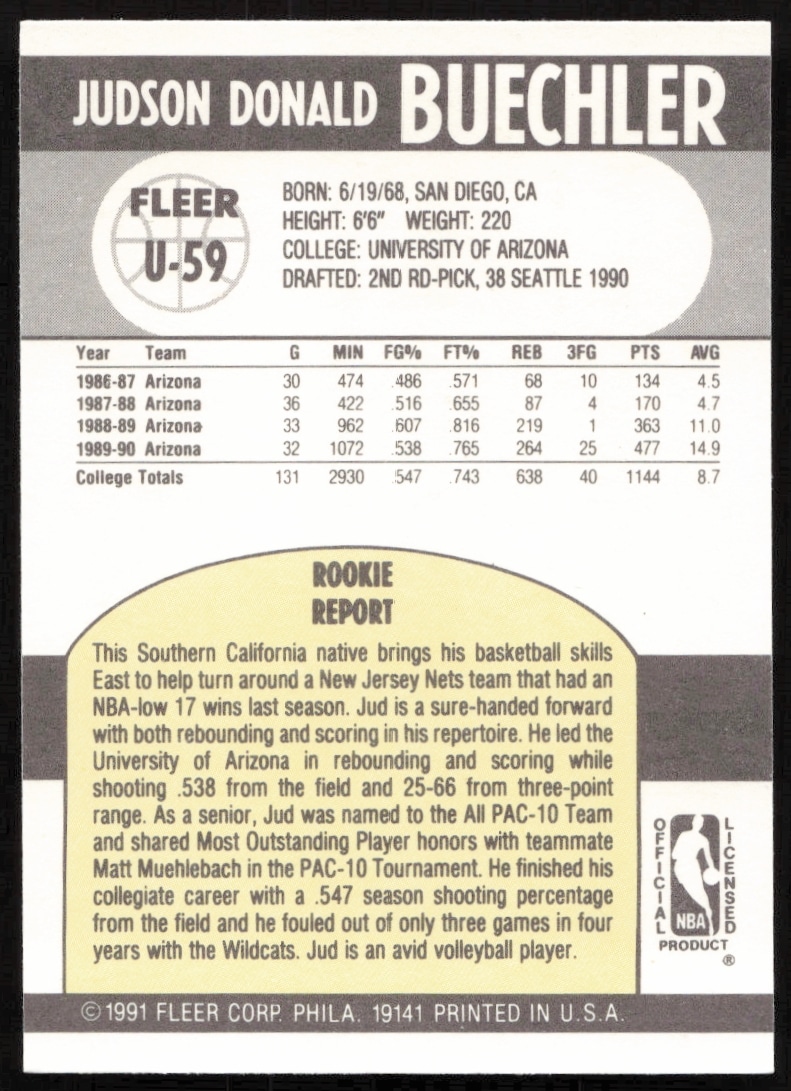 JUDSON DONALD BUECHLER
FLEER
U-59
BORN: 6/19/68, SAN DIEGO, CA
HEIGHT: 6'6" WEIGHT: 220
COLLEGE: UNIVERSITY OF ARIZONA
DRAFTED: 2ND RD-PICK, 38 SEATTLE 1990
Year Team G MIN FG% FT% REB 3FG PTS AVG
1986-87 Arizona 30 474 .486 .571 68 10 134 4.5
1987-88 Arizona 36 422 .516 .655 87 4 170 4.7
1988-89 Arizona 33 962 .607 .816 219 1 363 11.0
1989-90 Arizona 32 1072 .538 .765 264 25 477 14.9
College Totals 131 2930 .547 .743 638 40 1144 8.7
ROOKIE
REPORT
This Southern California native brings his basketball skills
East to help turn around a New Jersey Nets team that had an
NBA-low 17 wins last season. Jud is a sure-handed forward
with both rebounding and scoring in his repertoire. He led the
University of Arizona in rebounding and scoring while
shooting .538 from the field and 25-66 from three-point
range. As a senior, Jud was named to the All PAC-10 Team
and shared Most Outstanding Player honors with teammate
Matt Muehlebach in the PAC-10 Tournament. He finished his
collegiate career with a .547 season shooting percentage
from the field and he fouled out of only three games in four
years with the Wildcats. Jud is an avid volleyball player.
OFFICIAL
LICENSED
NBA
PRODUCT
®
© 1991 FLEER CORP. PHILA. 19141 PRINTED IN U.S.A.